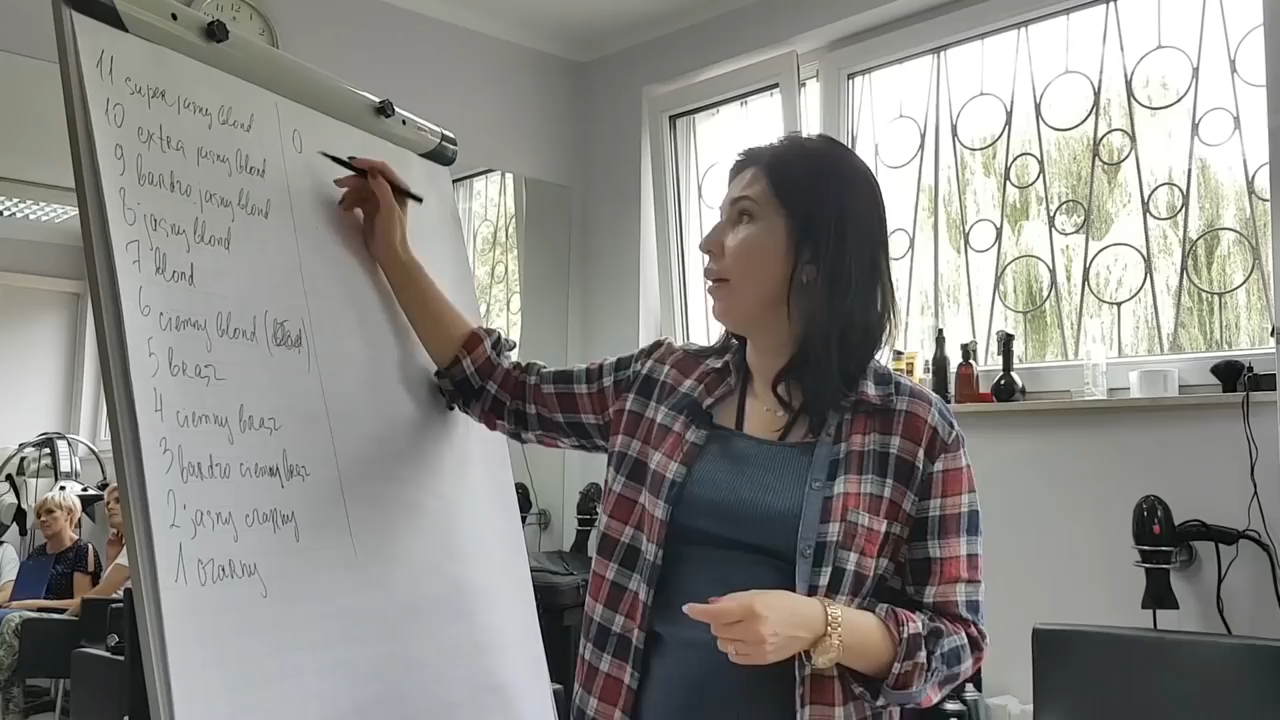 11 super jasny blond
10 extra jasny blond
9 bardzo jasny blond
8 jasny blond
7 blond
6 ciemny blond
5 brąz
4 ciemny brąz
3 bardzo ciemny brąz
2 jasny czarny
1 czarny
0